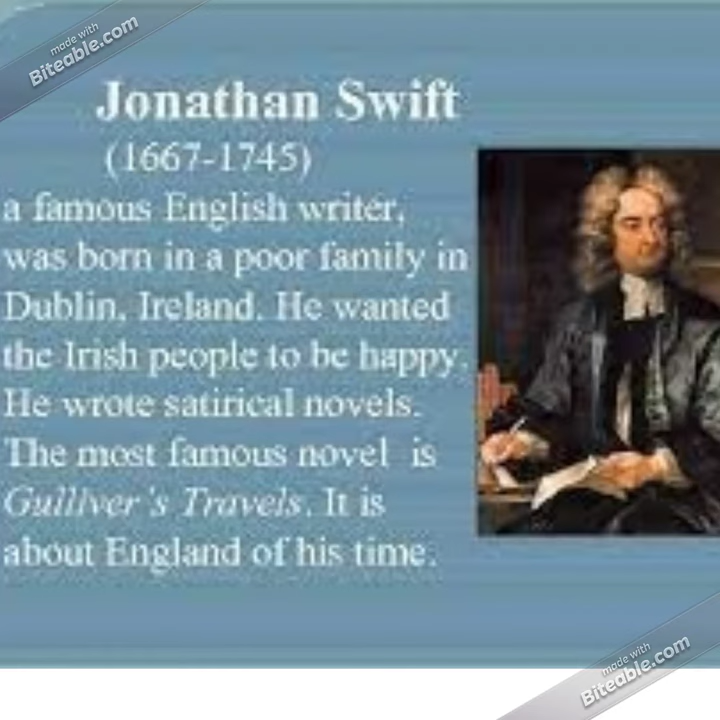 made with
Biteable.com
Jonathan Swift
(1667-1745)
a famous English writer,
was born in a poor family in
Dublin, Ireland. He wanted
the Irish people to be happy.
He wrote satirical novels.
The most famous novel is
Gulliver's Travels. It is
about England of his time.
made with
Biteable.com